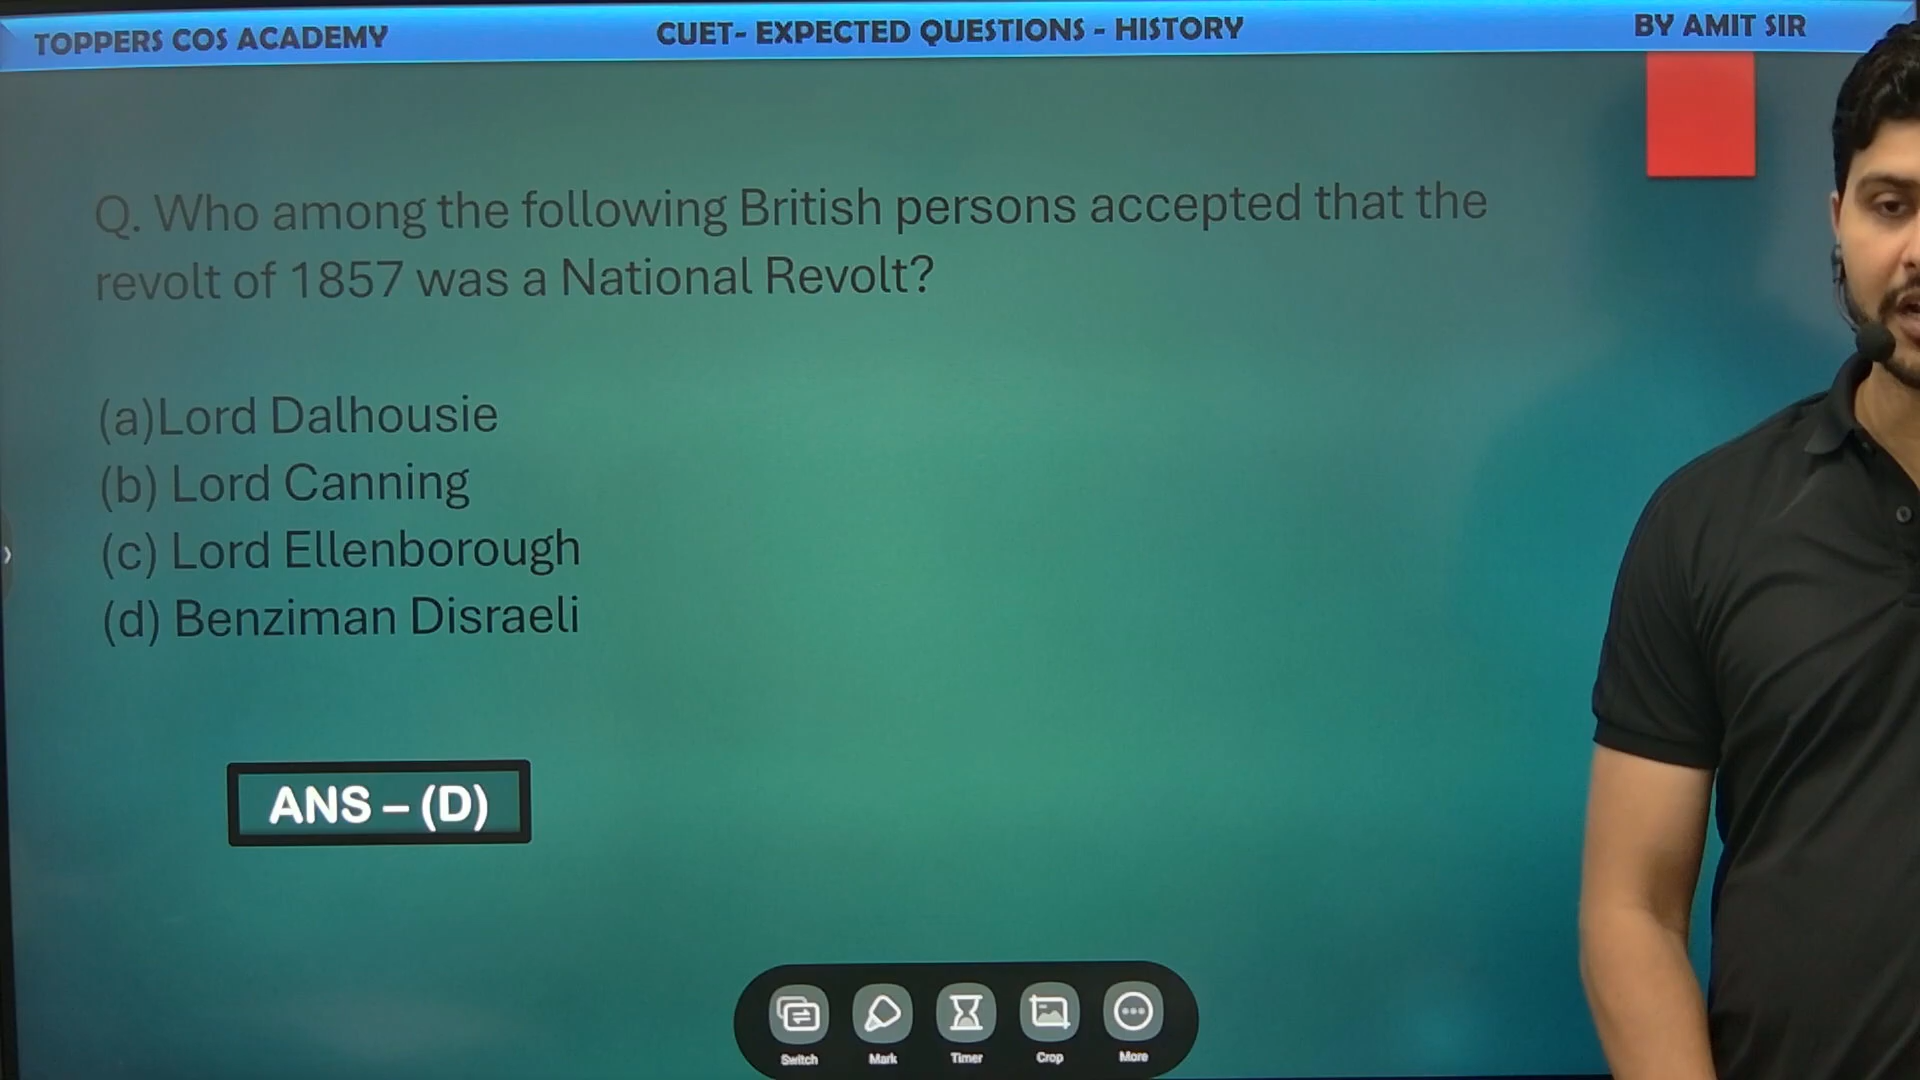 TOPPERS COS ACADEMY CUET- EXPECTED QUESTIONS - HISTORY BY AMIT SIR
Q. Who among the following British persons accepted that the
revolt of 1857 was a National Revolt?
(a)Lord Dalhousie
(b) Lord Canning
(c) Lord Ellenborough
(d) Benziman Disraeli
ANS – (D)
Switch Mark Timer Crop More